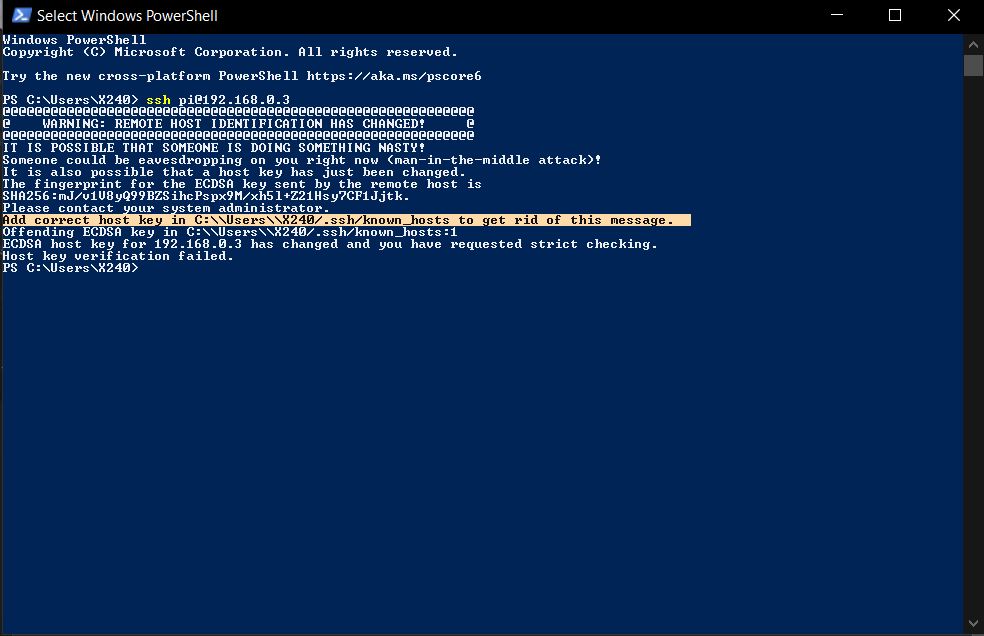 Select Windows PowerShell
Windows PowerShell
Copyright (C) Microsoft Corporation. All rights reserved.
Try the new cross-platform PowerShell https://aka.ms/pscore6
PS C:\Users\X240> ssh pi@192.168.0.3
@@@@@@@@@@@@@@@@@@@@@@@@@@@@@@@@@@@@@@@@@@@@@@@@@@@@@@@@@@@
@    WARNING: REMOTE HOST IDENTIFICATION HAS CHANGED!     @
@@@@@@@@@@@@@@@@@@@@@@@@@@@@@@@@@@@@@@@@@@@@@@@@@@@@@@@@@@@
IT IS POSSIBLE THAT SOMEONE IS DOING SOMETHING NASTY!
Someone could be eavesdropping on you right now (man-in-the-middle attack)!
It is also possible that a host key has just been changed.
The fingerprint for the ECDSA key sent by the remote host is
SHA256:mJ/v1V8yQ99BZSihcPspx9M/xh5l+Z21Hsy7CF1Jjtk.
Please contact your system administrator.
Add correct host key in C:\\Users\\X240/.ssh/known_hosts to get rid of this message.
Offending ECDSA key in C:\\Users\\X240/.ssh/known_hosts:1
ECDSA host key for 192.168.0.3 has changed and you have requested strict checking.
Host key verification failed.
PS C:\Users\X240>